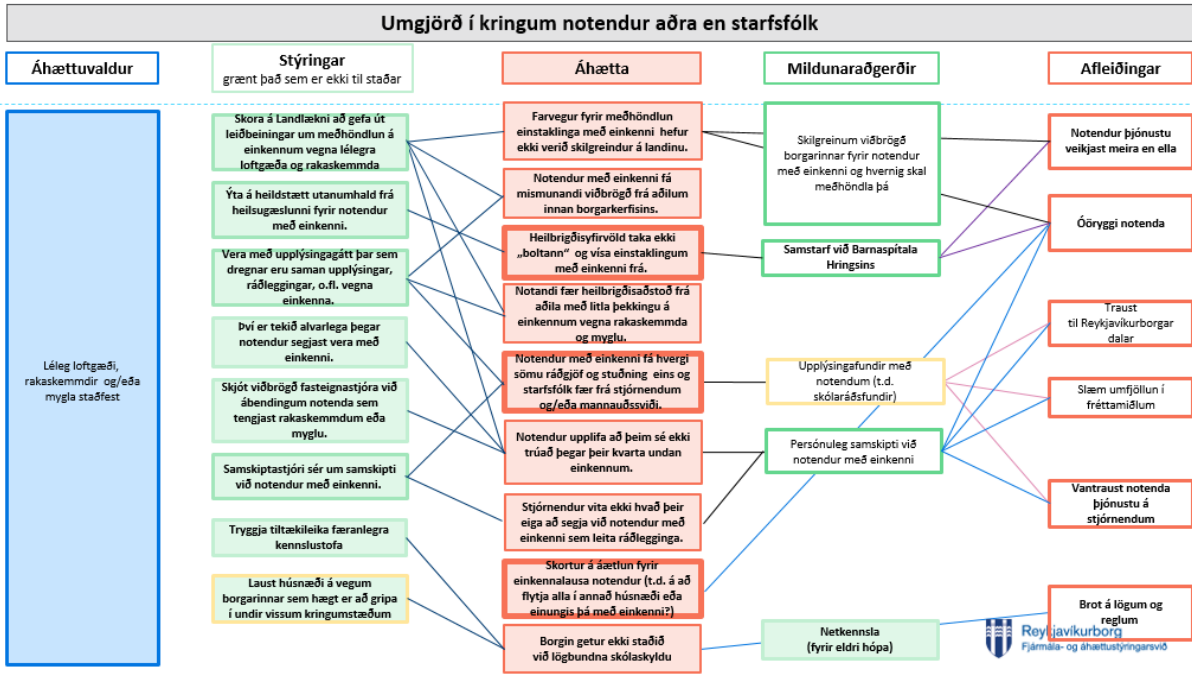 Umgjörð í kringum notendur aðra en starfsfólk
Áhættuvaldur
Stýringar
grænt það sem er ekki til staðar
Áhætta
Mildunaraðgerðir
Afleiðingar
Léleg loftgæði,
rakaskemmdir og/eða
mygla staðfest
Skora á Landlækni að gefa út
leiðbeiningar um meðhöndlun á
einkennum vegna lélegra
loftgæða og rakaskemmda
Ýta á heildstætt utanumhald frá
heilsugæslunni fyrir notendur
með einkenni.
Vera með upplýsingagátt þar sem
dregnar eru saman upplýsingar,
ráðleggingar, o.fl. vegna
einkenna.
Því er tekið alvarlega þegar
notendur segjast vera með
einkenni.
Skjót viðbrögð fasteignastjóra við
ábendingum notenda sem
tengjast rakaskemmdum eða
myglu.
Samskiptastjóri sér um samskipti
við notendur með einkenni.
Tryggja tiltækileika færanlegra
kennslustofa
Laust húsnæði á vegum
borgarinnar sem hægt er að gripa
í undir vissum kringumstæðum
Farvegur fyrir meðhöndlun
einstaklinga með einkenni hefur
ekki verið skilgreindur á landinu.
Notendur með einkenni fá
mismunandi viðbrögð frá aðilum
innan borgarkerfisins.
Heilbrigðisyfirvöld taka ekki
„boltann“ og vísa einstaklingum
með einkenni frá.
Notandi fær heilbrigðisaðstoð frá
aðila með litla þekkingu á
einkennum vegna rakaskemmda
og myglu.
Notendur með einkenni fá hvergi
sömu ráðgjöf og stuðning eins og
starfsfólk fær frá stjórnendum
og/eða mannauðssviði.
Notendur upplifa að þeim sé ekki
trúað þegar þeir kvarta undan
einkennum.
Stjórnendur vita ekki hvað þeir
eiga að segja við notendur með
einkenni sem leita ráðlegginga.
Skortur á áætlun fyrir
einkennalausa notendur (t.d. á að
flytja alla í annað húsnæði eða
einungis þá með einkenni?)
Borgin getur ekki staðið
við lögbundna skólaskyldu
Skilgreinum viðbrögð
borgarinnar fyrir notendur
með einkenni og hvernig skal
meðhöndla þá
Samstarf við Barnaspítala
Hringsins
Upplýsingafundir með
notendum (t.d.
skólaráðsfundir)
Persónuleg samskipti við
notendur með einkenni
Netkennsla
(fyrir eldri hópa)
Notendur þjónustu
veikjast meira en ella
Óöryggi notenda
Traust
til Reykjavíkurborgar
dalar
Slæm umfjöllun í
fréttamiðlum
Vantraust notenda
þjónustu á
stjórnendum
Brot á lögum og
reglum
Reykjavíkurborg
Fjármála- og áhættustýringarsvið